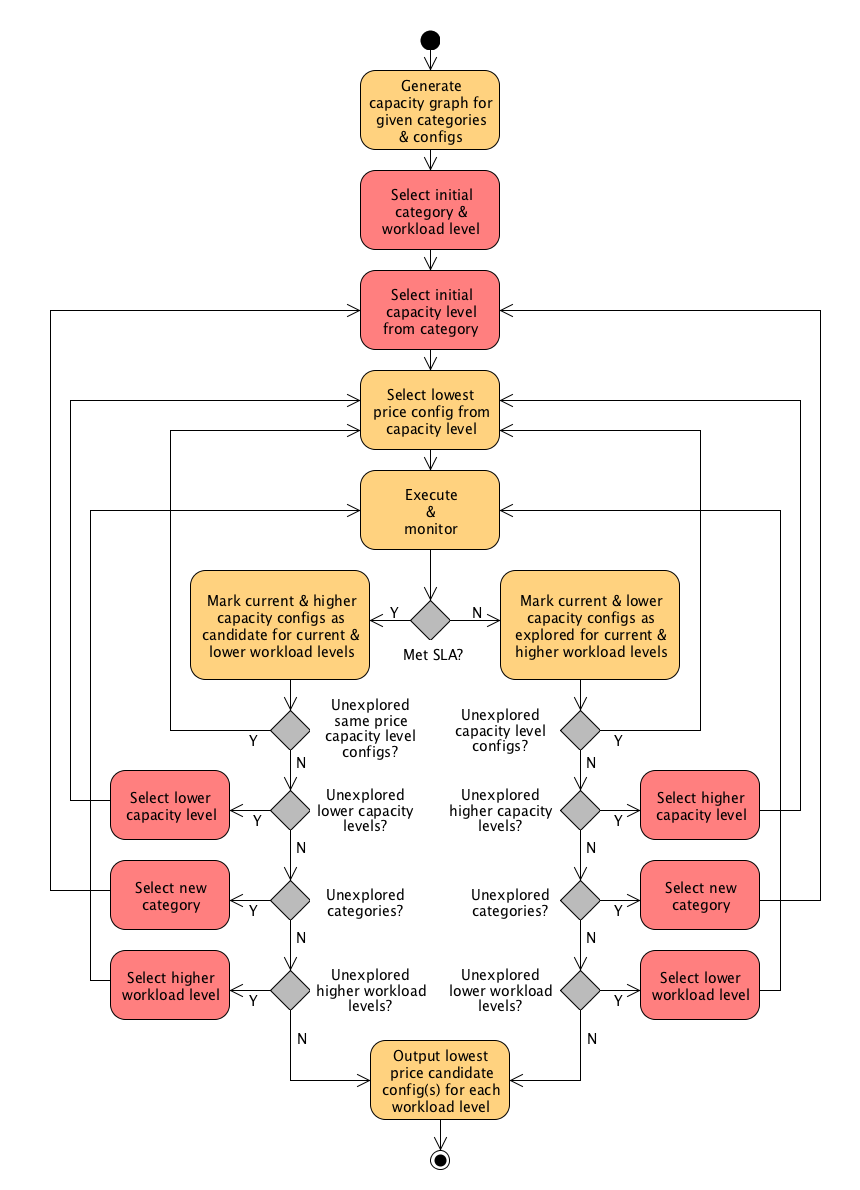 Generate
capacity graph for
given categories
& configs
Select initial
category &
workload level
Select initial
capacity level
from category
Select lowest
price config from
capacity level
Execute
&
monitor
Mark current & higher
capacity configs as
candidate for current &
lower workload levels
Y
N
Met SLA?
Mark current & lower
capacity configs as
explored for current &
higher workload levels
Unexplored
same price
capacity level
configs?
Y
N
Unexplored
capacity level
configs?
Y
N
Select lower
capacity level
Y
Unexplored
lower capacity
levels?
N
Unexplored
higher capacity
levels?
Y
N
Select higher
capacity level
Select new
category
Y
Unexplored
categories?
N
Unexplored
categories?
Y
N
Select new
category
Select higher
workload level
Y
Unexplored
higher workload
levels?
N
Unexplored
lower workload
levels?
Y
N
Select lower
workload level
Output lowest
price candidate
config(s) for each
workload level